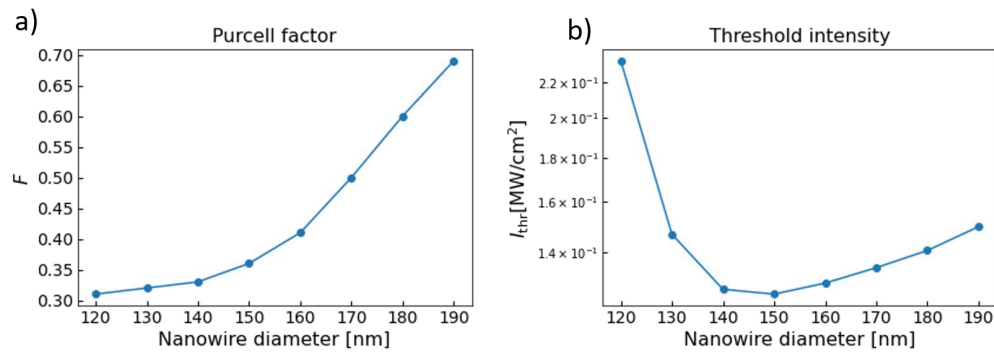 a)
Purcell factor
0.70
0.65
0.60
0.55
0.50
0.45
0.40
0.35
0.30
F
120 130 140 150 160 170 180 190
Nanowire diameter [nm]
b)
Threshold intensity
2.2 × 10⁻¹
2 × 10⁻¹
1.8 × 10⁻¹
1.6 × 10⁻¹
1.4 × 10⁻¹
I_thr[MW/cm²]
120 130 140 150 160 170 180 190
Nanowire diameter [nm]